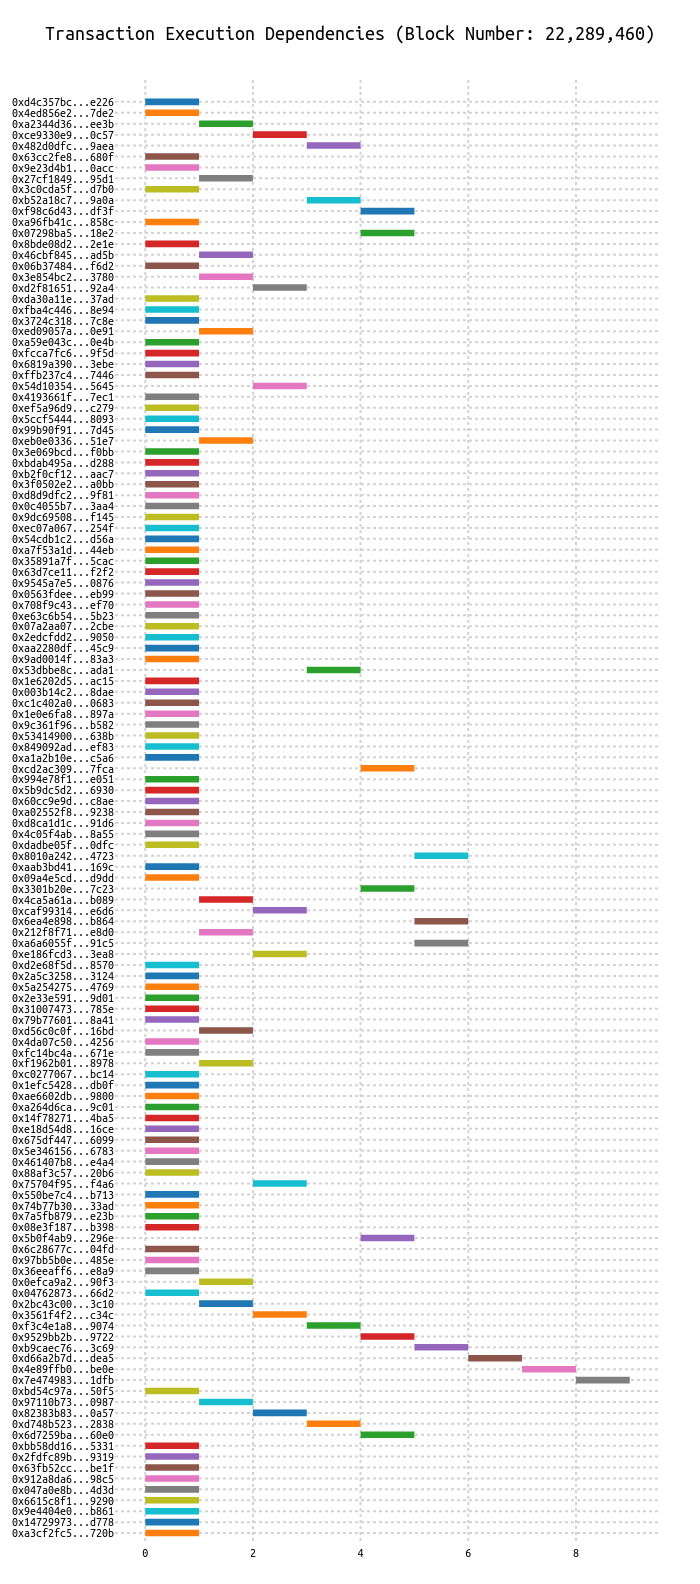 Transaction Execution Dependencies (Block Number: 22,289,460)
0xd4c357bc...e226
0x4ed856e2...7de2
0xa2344d36...ee3b
0xce9330e9...0c57
0x482d0dfc...9aea
0x63cc2fe8...680f
0x9e23d4b1...0acc
0x27cf1849...95d1
0x3c0cda5f...d7b0
0xb52a18c7...9a0a
0xf98c6d43...df3f
0xa96fb41c...858c
0x07298ba5...18e2
0x8bde08d2...2e1e
0x46cbf845...ad5b
0x06b37484...f6d2
0x3e854bc2...3780
0xd2f81651...92a4
0xda30a11e...37ad
0xfba4c446...8e94
0x3724c318...7c8e
0xed09057a...0e91
0xa59e043c...0e4b
0xfcca7fc6...9f5d
0x6819a390...3ebe
0xffb237c4...7446
0x54d10354...5645
0x4193661f...7ec1
0xef5a96d9...c279
0x5ccf5444...8093
0x99b90f91...7d45
0xeb0e0336...51e7
0x3e069bcd...f0bb
0xbdab495a...d288
0xb2f0cf12...aac7
0x3f0502e2...a0bb
0xd8d9dfc2...9f81
0x0c4055b7...3aa4
0x9dc69508...f145
0xec07a067...254f
0x54cdb1c2...d56a
0xa7f53a1d...44eb
0x35891a7f...5cac
0x63d7ce11...f2f2
0x9545a7e5...0876
0x0563fdee...eb99
0x708f9c43...ef70
0xe63c6b54...5b23
0x07a2aa07...2cbe
0x2edcfdd2...9050
0xaa2280df...45c9
0x9ad0014f...83a3
0x53dbbe8c...ada1
0x1e6202d5...ac15
0x003b14c2...8dae
0xc1c402a0...0683
0x1e0e6fa8...897a
0x9c361f96...b582
0x53414900...638b
0x849092ad...ef83
0xa1a2b10e...c5a6
0xcd2ac309...7fca
0x994e78f1...e051
0x5b9dc5d2...6930
0x60cc9e9d...c8ae
0xa02552f8...9238
0xd8ca1d1c...91d6
0x4c05f4ab...8a55
0xdadbe05f...0dfc
0x8010a242...4723
0xaab3bd41...169c
0x09a4e5cd...d9dd
0x3301b20e...7c23
0x4ca5a61a...b089
0xcaf99314...e6d6
0x6ea4e898...b864
0x212f8f71...e8d0
0xa6a6055f...91c5
0xe186fcd3...3ea8
0xd2e68f5d...8570
0x2a5c3258...3124
0x5a254275...4769
0x2e33e591...9d01
0x31007473...785e
0x79b77601...8a41
0xd56c0c0f...16bd
0x4da07c50...4256
0xfc14bc4a...671e
0xf1962b01...8978
0xc0277067...bc14
0x1efc5428...db0f
0xae6602db...9800
0xa264d6ca...9c01
0x14f78271...4ba5
0xe18d54d8...16ce
0x675df447...6099
0x5e346156...6783
0x461407b8...e4a4
0x88af3c57...20b6
0x75704f95...f4a6
0x550be7c4...b713
0x74b77b30...33ad
0x7a5fb879...e23b
0x08e3f187...b398
0x5b0f4ab9...296e
0x6c28677c...04fd
0x97bb5b0e...485e
0x36eeaff6...e8a9
0x0efca9a2...90f3
0x04762873...66d2
0x2bc43c00...3c10
0x3561f4f2...c34c
0xf3c4e1a8...9074
0x9529bb2b...9722
0xb9caec76...3c69
0xd66a2b7d...dea5
0x4e89ffb0...be0e
0x7e474983...1dfb
0xbd54c97a...50f5
0x97110b73...0987
0x82383b83...0a57
0xd748b523...2838
0x6d7259ba...60e0
0xbb58dd16...5331
0x2fdfc89b...9319
0x63fb52cc...be1f
0x912a8da6...98c5
0x047a0e8b...4d3d
0x6615c8f1...9290
0x9e4404e0...b861
0x14729973...d778
0xa3cf2fc5...720b
0 2 4 6 8